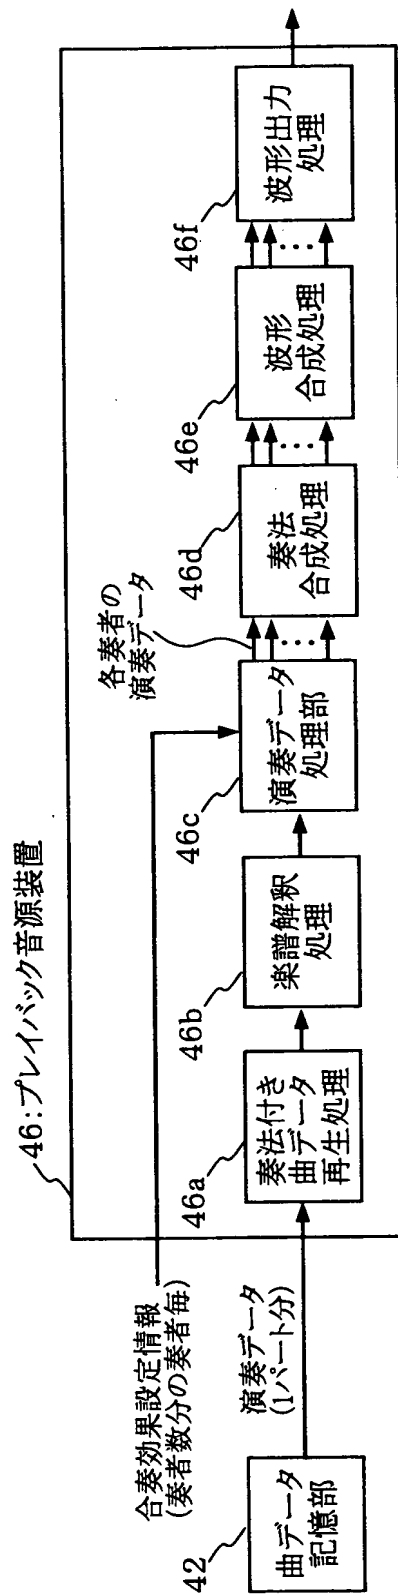 42
曲データ
記憶部
演奏データ
(1パート分)
合奏効果設定情報
(奏者数分の奏者毎)
46:プレイバック音源装置
46a
奏法付き
曲データ
再生処理
46b
楽譜解釈
処理
46c
演奏データ
処理部
各奏者の
演奏データ
46d
奏法
合成処理
46e
波形
合成処理
46f
波形出力
処理